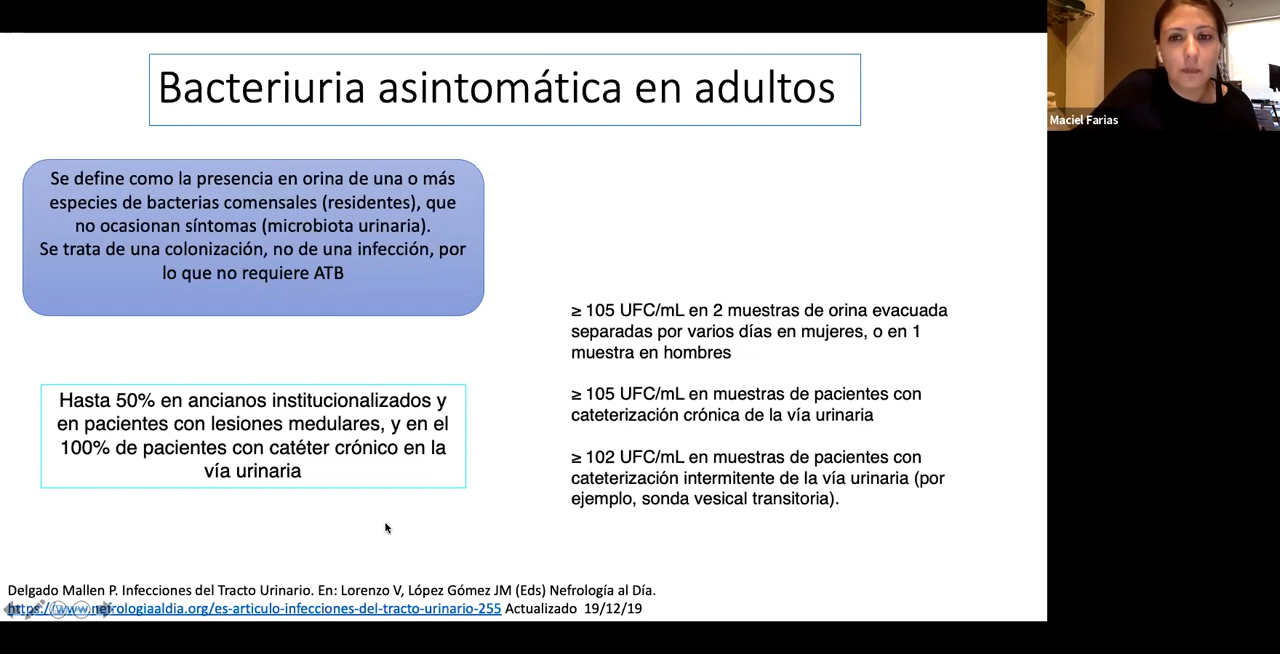 Bacteriuria asintomática en adultos
Maciel Farias
Se define como la presencia en orina de una o más
especies de bacterias comensales (residentes), que
no ocasionan síntomas (microbiota urinaria).
Se trata de una colonización, no de una infección, por
lo que no requiere ATB
Hasta 50% en ancianos institucionalizados y
en pacientes con lesiones medulares, y en el
100% de pacientes con catéter crónico en la
vía urinaria
≥ 105 UFC/mL en 2 muestras de orina evacuada
separadas por varios días en mujeres, o en 1
muestra en hombres
≥ 105 UFC/mL en muestras de pacientes con
cateterización crónica de la vía urinaria
≥ 102 UFC/mL en muestras de pacientes con
cateterización intermitente de la vía urinaria (por
ejemplo, sonda vesical transitoria).
Delgado Mallen P. Infecciones del Tracto Urinario. En: Lorenzo V, López Gómez JM (Eds) Nefrología al Día.
https://www.nefrologiaaldia.org/es-articulo-infecciones-del-tracto-urinario-255 Actualizado 19/12/19